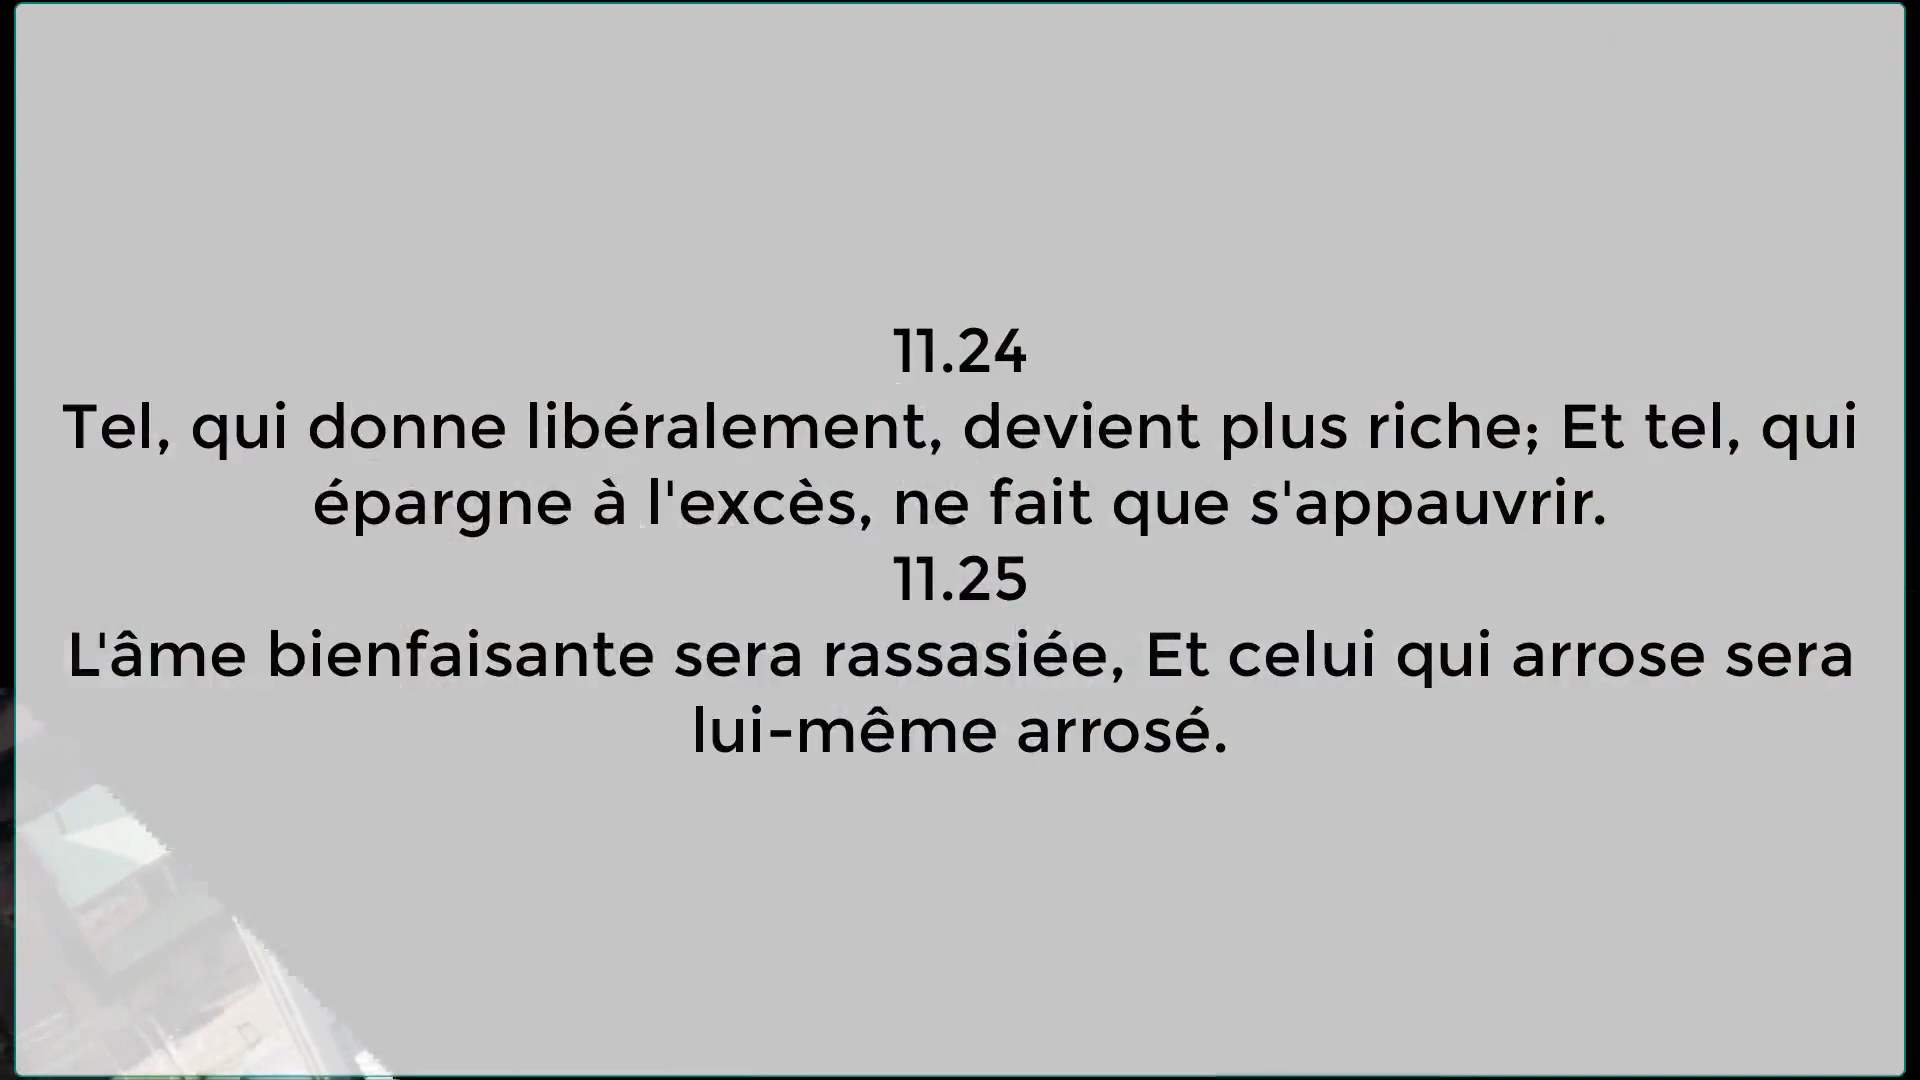 11.24
Tel, qui donne libéralement, devient plus riche; Et tel, qui
épargne à l'excès, ne fait que s'appauvrir.
11.25
L'âme bienfaisante sera rassasiée, Et celui qui arrose sera
lui-même arrosé.